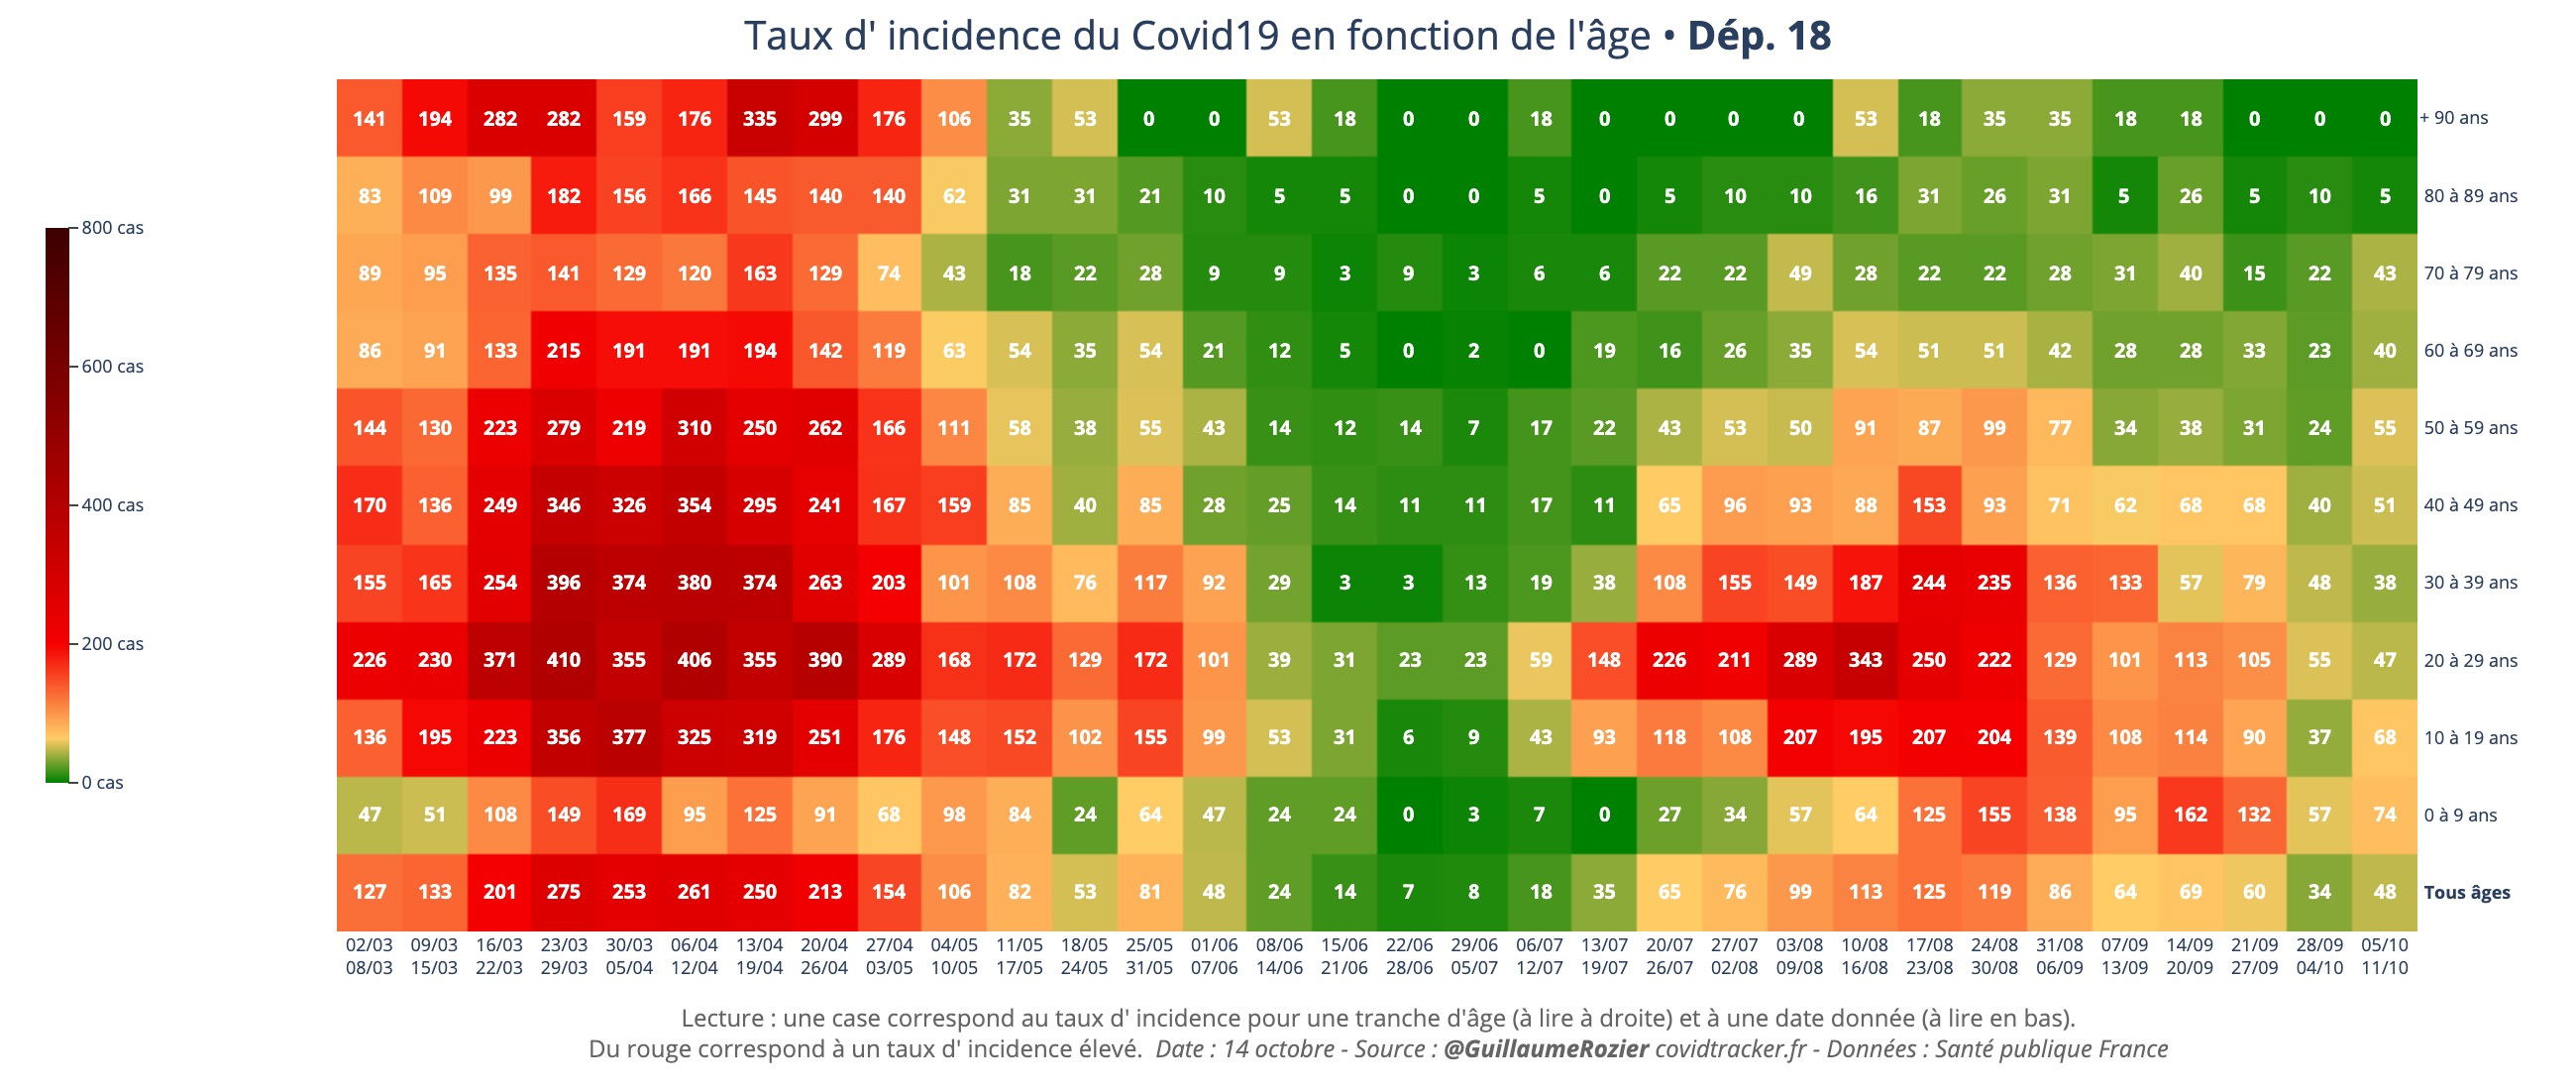 Taux d' incidence du Covid19 en fonction de l'âge • Dép. 18
800 cas
600 cas
400 cas
200 cas
0 cas
141 194 282 282 159 176 335 299 176 106 35 53 0 0 53 18 0 0 18 0 0 0 0 53 18 35 35 18 18 0 0 0 + 90 ans
83 109 99 182 156 166 145 140 140 62 31 31 21 10 5 5 0 0 5 0 5 10 10 16 31 26 31 5 26 5 10 5 80 à 89 ans
89 95 135 141 129 120 163 129 74 43 18 22 28 9 9 3 9 3 6 6 22 22 49 28 22 22 28 31 40 15 22 43 70 à 79 ans
86 91 133 215 191 191 194 142 119 63 54 35 54 21 12 5 0 2 0 19 16 26 35 54 51 51 42 28 28 33 23 40 60 à 69 ans
144 130 223 279 219 310 250 262 166 111 58 38 55 43 14 12 14 7 17 22 43 53 50 91 87 99 77 34 38 31 24 55 50 à 59 ans
170 136 249 346 326 354 295 241 167 159 85 40 85 28 25 14 11 11 17 11 65 96 93 88 153 93 71 62 68 68 40 51 40 à 49 ans
155 165 254 396 374 380 374 263 203 101 108 76 117 92 29 3 3 13 19 38 108 155 149 187 244 235 136 133 57 79 48 38 30 à 39 ans
226 230 371 410 355 406 355 390 289 168 172 129 172 101 39 31 23 23 59 148 226 211 289 343 250 222 129 101 113 105 55 47 20 à 29 ans
136 195 223 356 377 325 319 251 176 148 152 102 155 99 53 31 6 9 43 93 118 108 207 195 207 204 139 108 114 90 37 68 10 à 19 ans
47 51 108 149 169 95 125 91 68 98 84 24 64 47 24 24 0 3 7 0 27 34 57 64 125 155 138 95 162 132 57 74 0 à 9 ans
127 133 201 275 253 261 250 213 154 106 82 53 81 48 24 14 7 8 18 35 65 76 99 113 125 119 86 64 69 60 34 48 Tous âges
02/03 09/03 16/03 23/03 30/03 06/04 13/04 20/04 27/04 04/05 11/05 18/05 25/05 01/06 08/06 15/06 22/06 29/06 06/07 13/07 20/07 27/07 03/08 10/08 17/08 24/08 31/08 07/09 14/09 21/09 28/09 05/10
08/03 15/03 22/03 29/03 05/04 12/04 19/04 26/04 03/05 10/05 17/05 24/05 31/05 07/06 14/06 21/06 28/06 05/07 12/07 19/07 26/07 02/08 09/08 16/08 23/08 30/08 06/09 13/09 20/09 27/09 04/10 11/10
Lecture : une case correspond au taux d' incidence pour une tranche d'âge (à lire à droite) et à une date donnée (à lire en bas).
Du rouge correspond à un taux d' incidence élevé. Date : 14 octobre - Source : @GuillaumeRozier covidtracker.fr - Données : Santé publique France